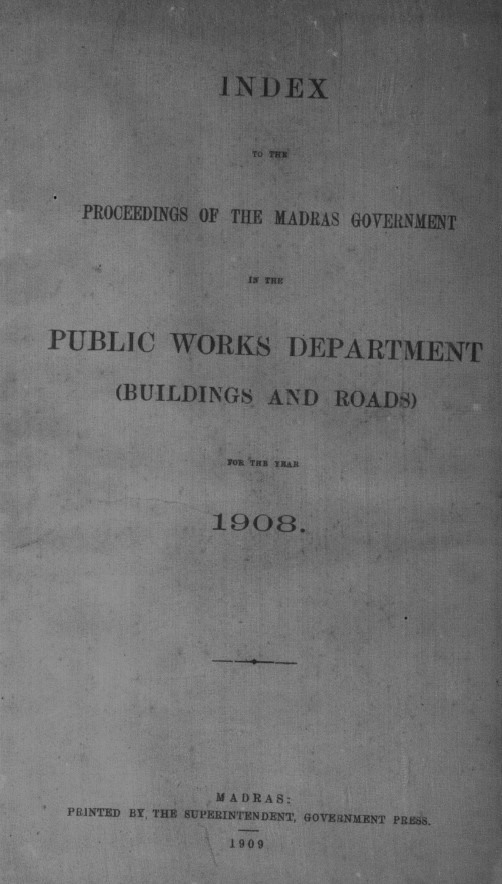 INDEX
TO THE
PROCEEDINGS OF THE MADRAS GOVERNMENT
IN THE
PUBLIC WORKS DEPARTMENT
(BUILDINGS AND ROADS)
FOR THE YEAR
1908.
MADRAS:
PRINTED BY THE SUPERINTENDENT, GOVERNMENT PRESS.
1909